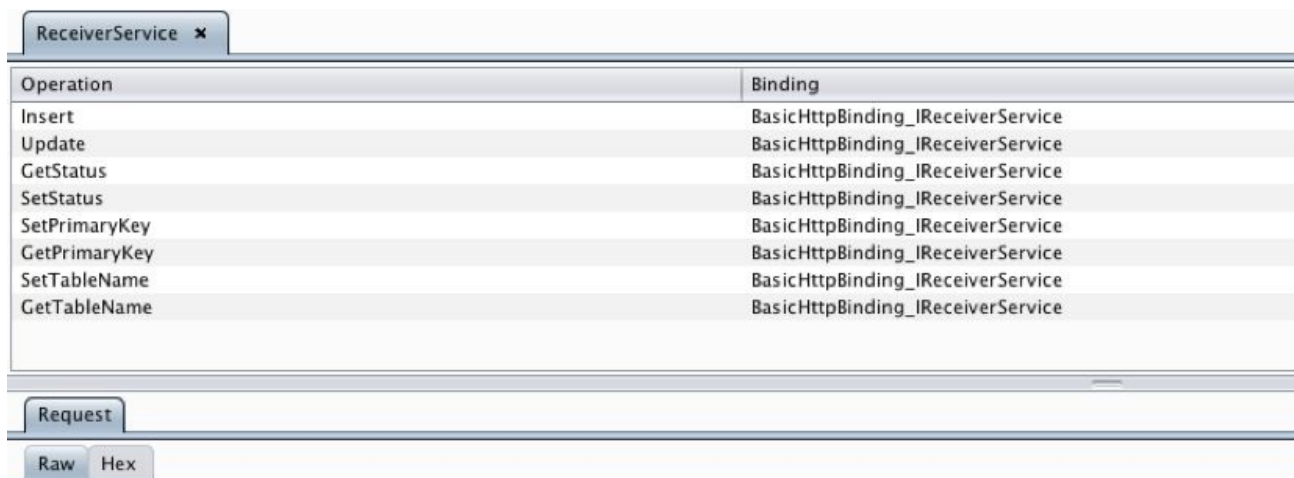 ReceiverService ×
Operation Binding
Insert BasicHttpBinding_IReceiverService
Update BasicHttpBinding_IReceiverService
GetStatus BasicHttpBinding_IReceiverService
SetStatus BasicHttpBinding_IReceiverService
SetPrimaryKey BasicHttpBinding_IReceiverService
GetPrimaryKey BasicHttpBinding_IReceiverService
SetTableName BasicHttpBinding_IReceiverService
GetTableName BasicHttpBinding_IReceiverService
Request
Raw Hex